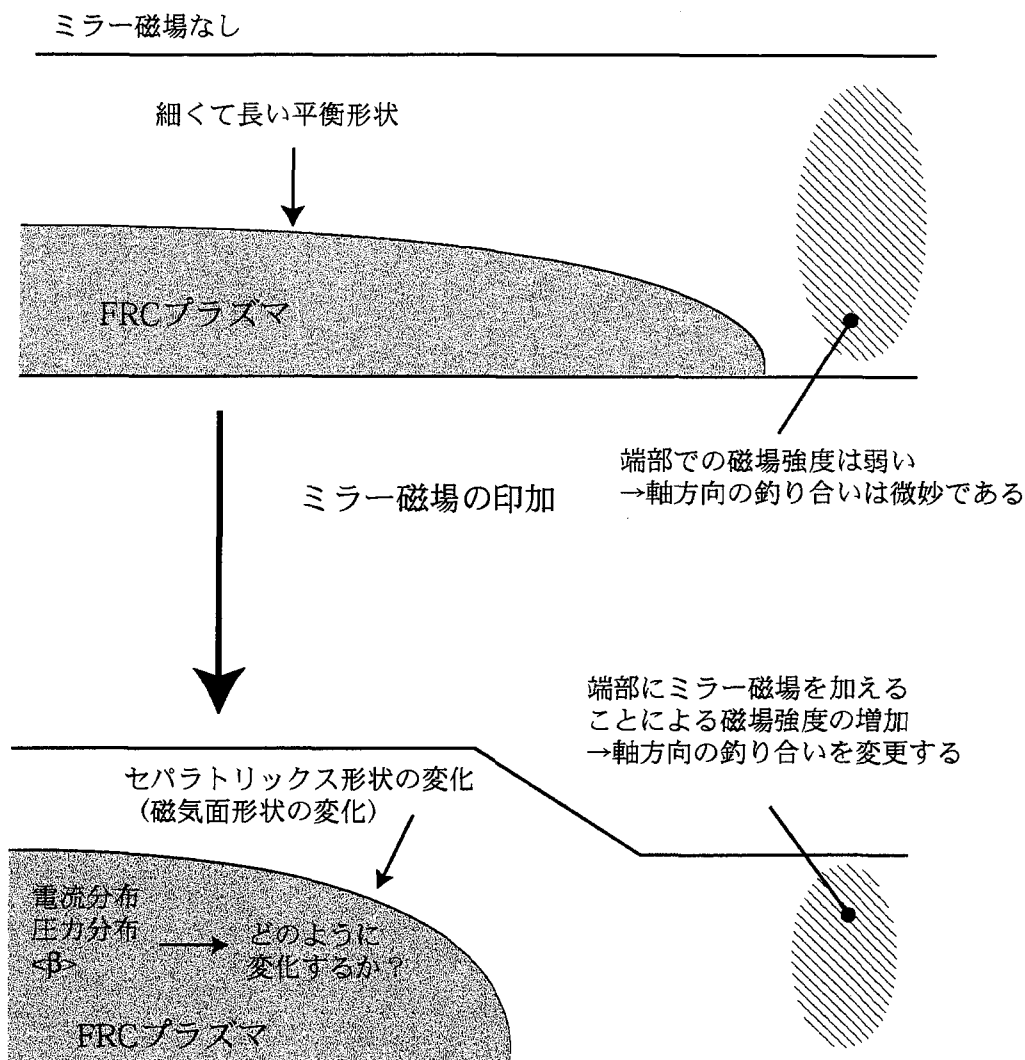 ミラー磁場なし
細くて長い平衡形状
FRCプラズマ
端部での磁場強度は弱い
→軸方向の釣り合いは微妙である
ミラー磁場の印加
端部にミラー磁場を加える
ことによる磁場強度の増加
→軸方向の釣り合いを変更する
セパラトリックス形状の変化
(磁気面形状の変化)
電流分布
圧力分布
<β>
どのように
変化するか?
FRCプラズマ